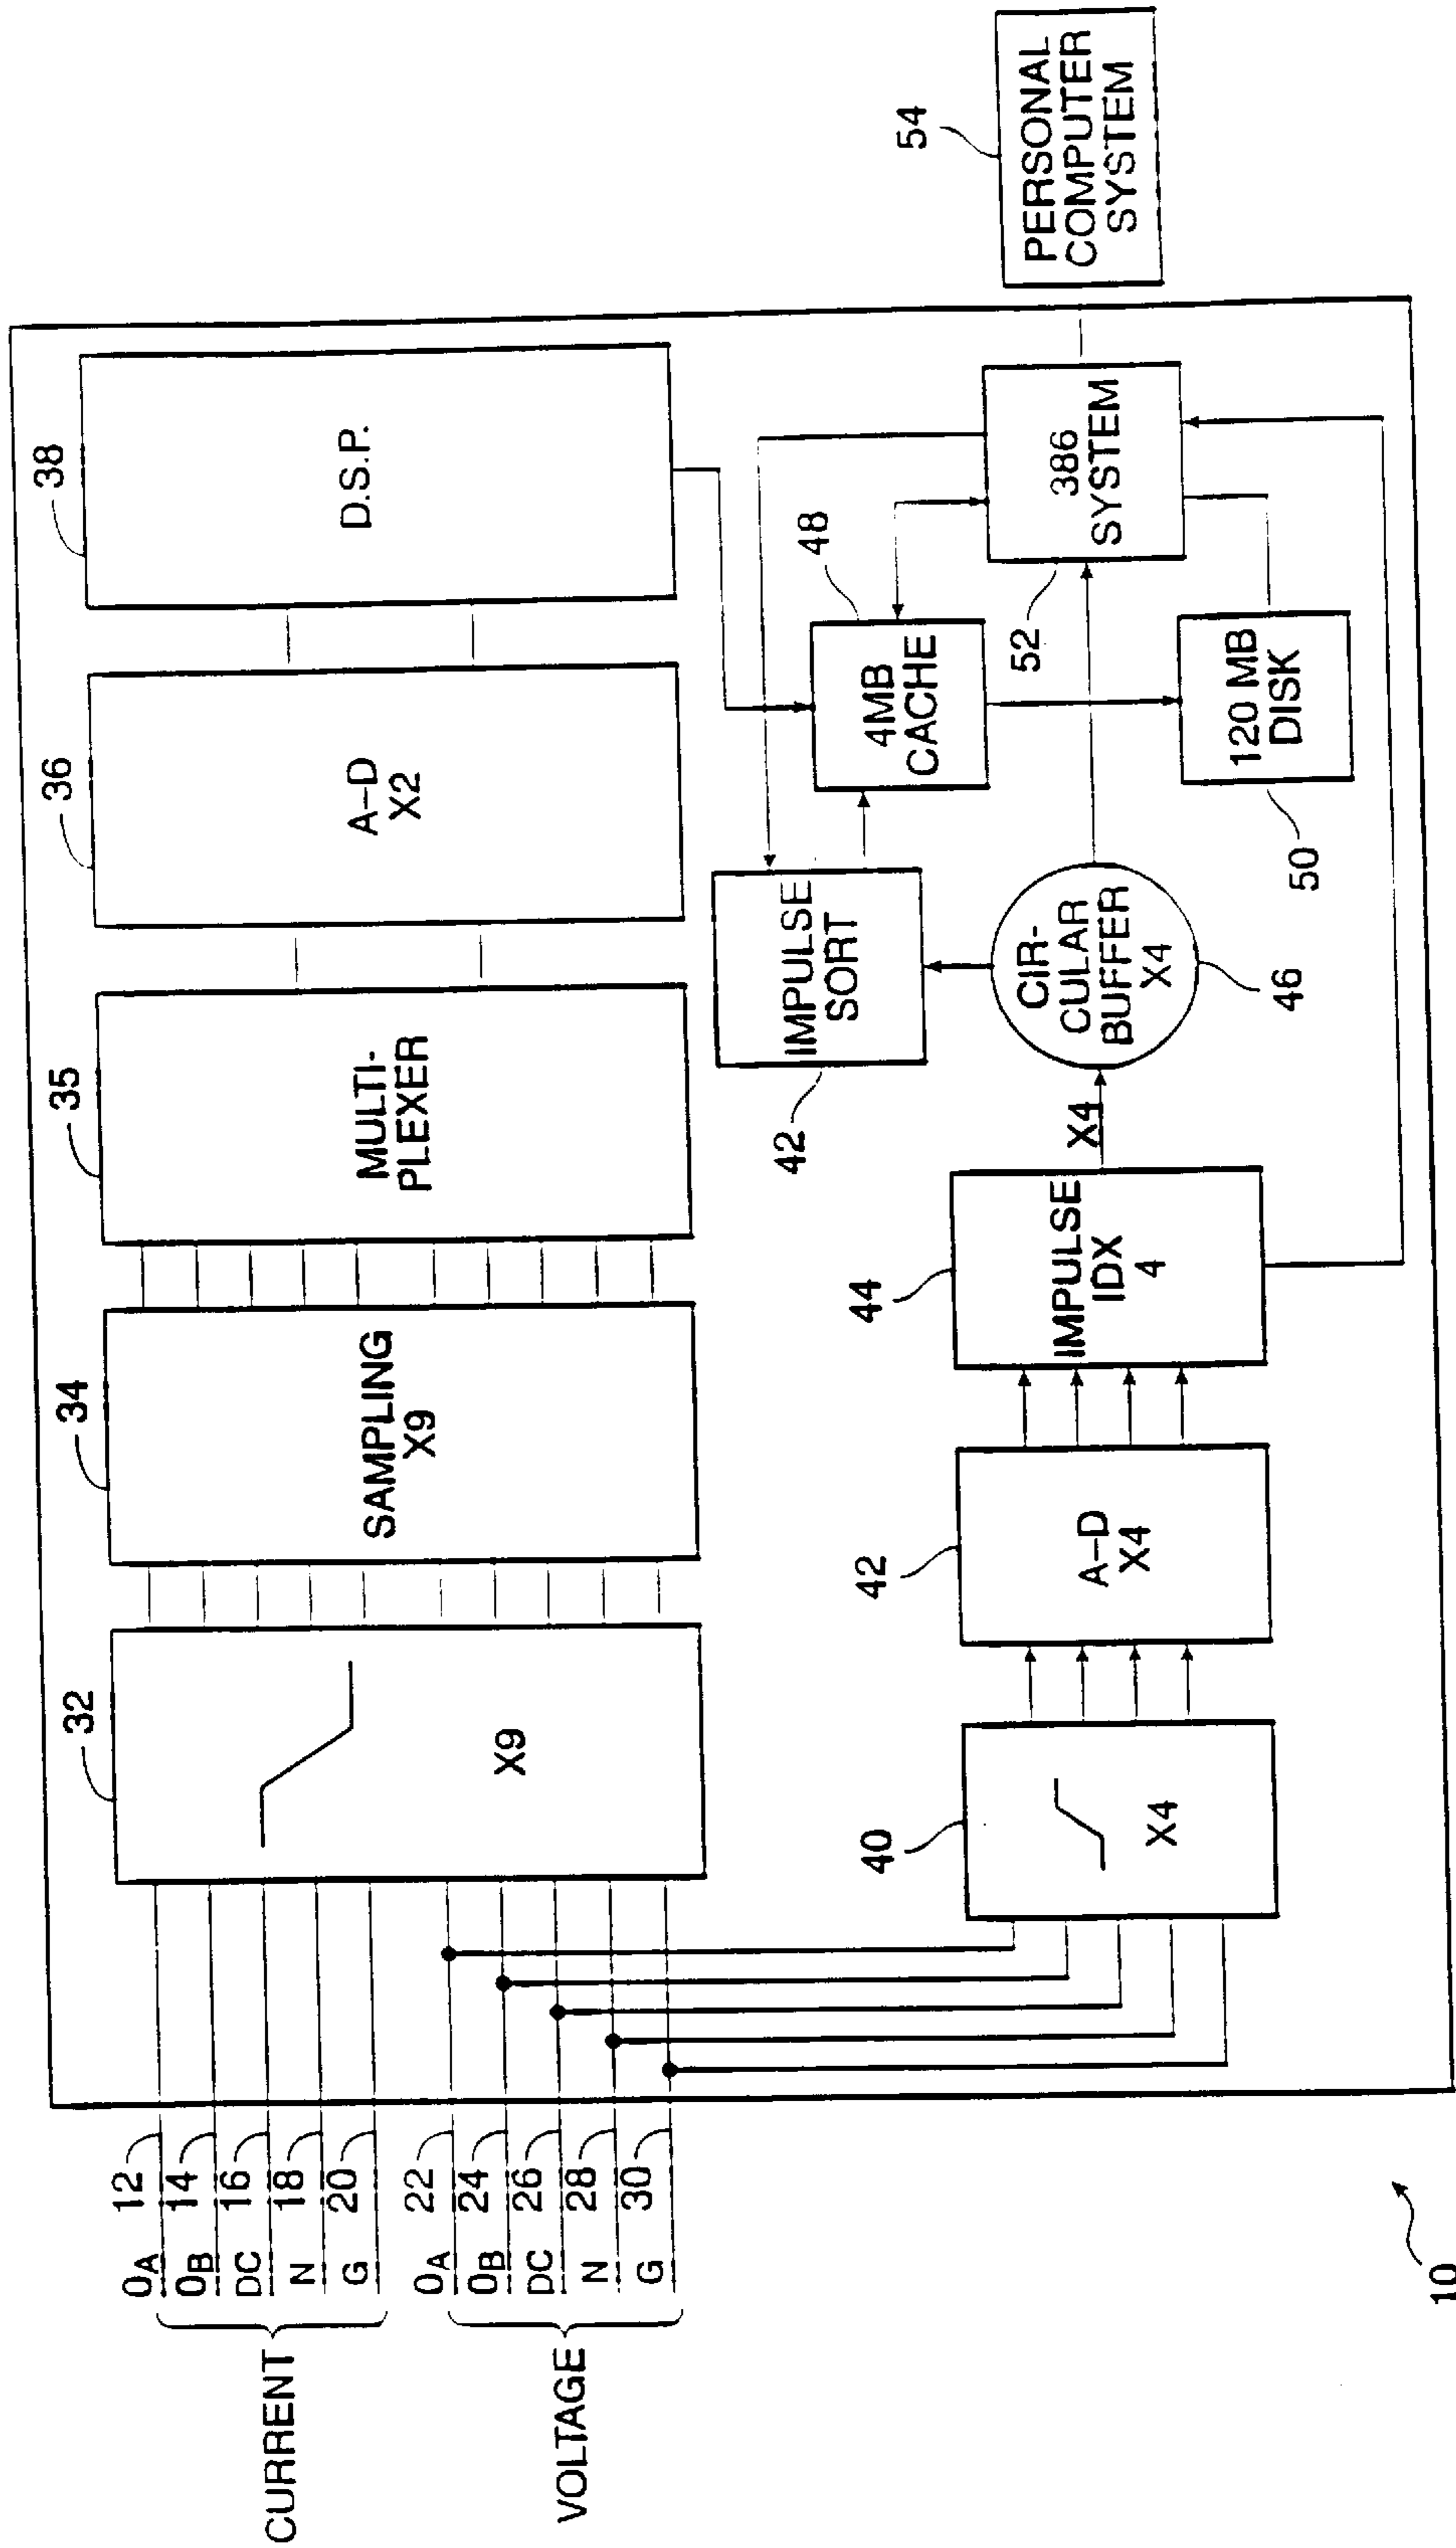 CURRENT
0A 12
0B 14
DC 16
N 18
G 20
VOLTAGE
0A 22
0B 24
DC 26
N 28
G 30
32
X9
34
SAMPLING
X9
35
MULTI-
PLEXER
36
A-D
X2
38
D.S.P.
40
X4
42
A-D
X4
44
IMPULSE
IDX
4
X4
CIR-
CULAR
BUFFER
X4
46
IMPULSE
SORT
42
4MB
CACHE
48
120 MB
DISK
50
386
SYSTEM
52
PERSONAL
COMPUTER
SYSTEM
54
10